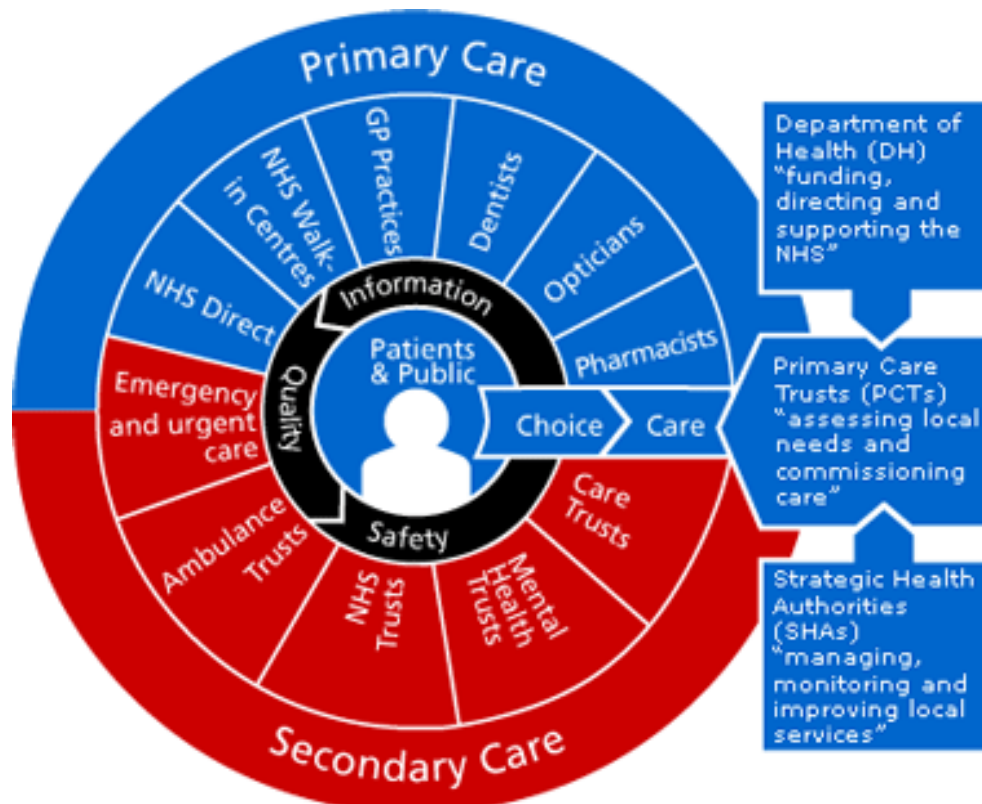 Primary Care
NHS Direct
NHS Walk-
in Centres
GP Practices
Dentists
Opticians
Pharmacists
Information
Quality
Safety
Patients
& Public
Choice
Care
Emergency
and urgent
care
Ambulance
Trusts
NHS
Trusts
Mental
Health
Trusts
Care
Trusts
Secondary Care
Department of
Health (DH)
“funding,
directing and
supporting the
NHS”
Primary Care
Trusts (PCTs)
“assessing local
needs and
commissioning
care”
Strategic Health
Authorities
(SHAs)
“managing,
monitoring and
improving local
services”